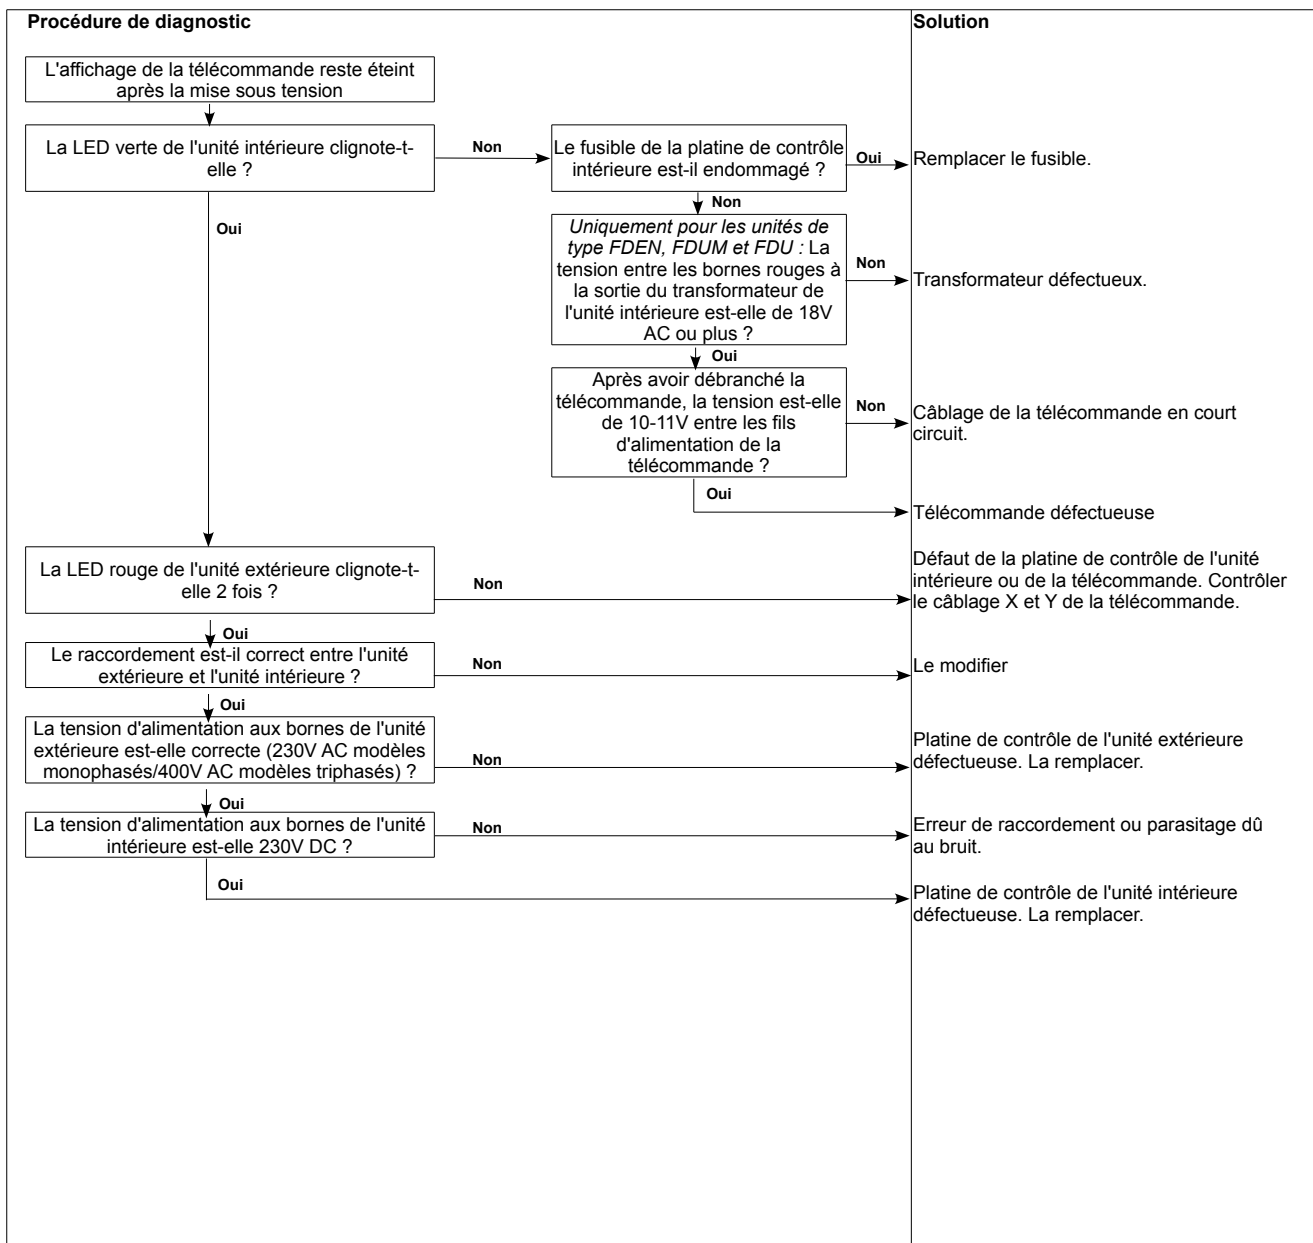 Procédure de diagnostic
Solution
L'affichage de la télécommande reste éteint
après la mise sous tension
La LED verte de l'unité intérieure clignote-t-
elle ?
Non
Le fusible de la platine de contrôle
intérieure est-il endommagé ?
Oui
Remplacer le fusible.
Non
Oui
Uniquement pour les unités de
type FDEN, FDUM et FDU : La
tension entre les bornes rouges à
la sortie du transformateur de
l'unité intérieure est-elle de 18V
AC ou plus ?
Non
Transformateur défectueux.
Oui
Après avoir débranché la
télécommande, la tension est-elle
de 10-11V entre les fils
d'alimentation de la
télécommande ?
Non
Câblage de la télécommande en court
circuit.
Oui
Télécommande défectueuse
La LED rouge de l'unité extérieure clignote-t-
elle 2 fois ?
Non
Défaut de la platine de contrôle de l'unité
intérieure ou de la télécommande. Contrôler
le câblage X et Y de la télécommande.
Oui
Le raccordement est-il correct entre l'unité
extérieure et l'unité intérieure ?
Non
Le modifier
Oui
La tension d'alimentation aux bornes de l'unité
extérieure est-elle correcte (230V AC modèles
monophasés/400V AC modèles triphasés) ?
Non
Platine de contrôle de l'unité extérieure
défectueuse. La remplacer.
Oui
La tension d'alimentation aux bornes de l'unité
intérieure est-elle 230V DC ?
Non
Erreur de raccordement ou parasitage dû
au bruit.
Oui
Platine de contrôle de l'unité intérieure
défectueuse. La remplacer.